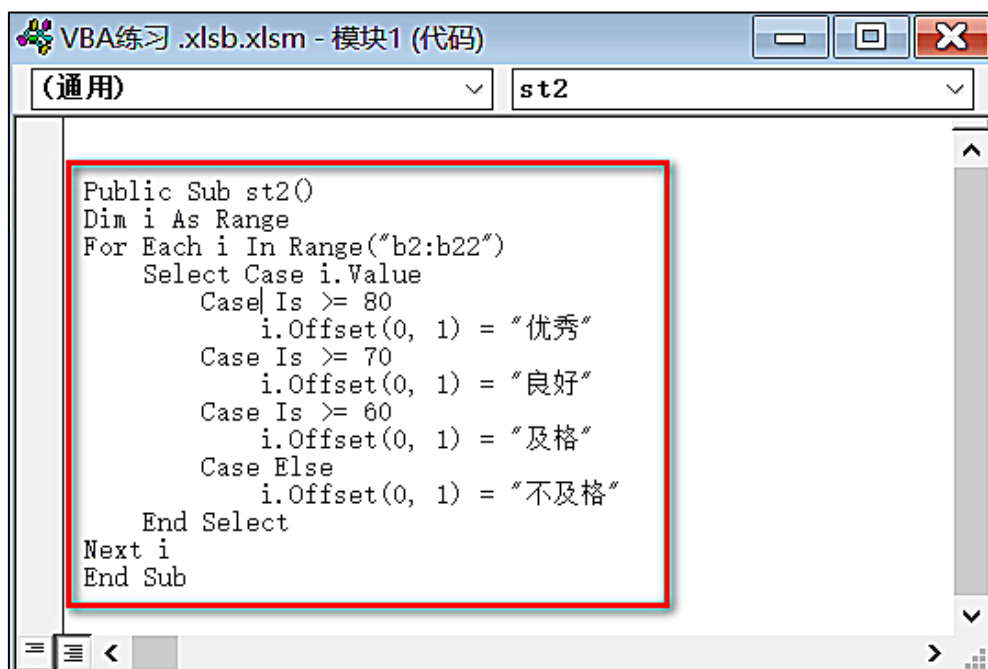 VBA练习 .xlsb.xlsm - 模块1 (代码)
(通用) st2
Public Sub st2()
Dim i As Range
For Each i In Range("b2:b22")
    Select Case i.Value
        Case Is >= 80
            i.Offset(0, 1) = "优秀"
        Case Is >= 70
            i.Offset(0, 1) = "良好"
        Case Is >= 60
            i.Offset(0, 1) = "及格"
        Case Else
            i.Offset(0, 1) = "不及格"
    End Select
Next i
End Sub